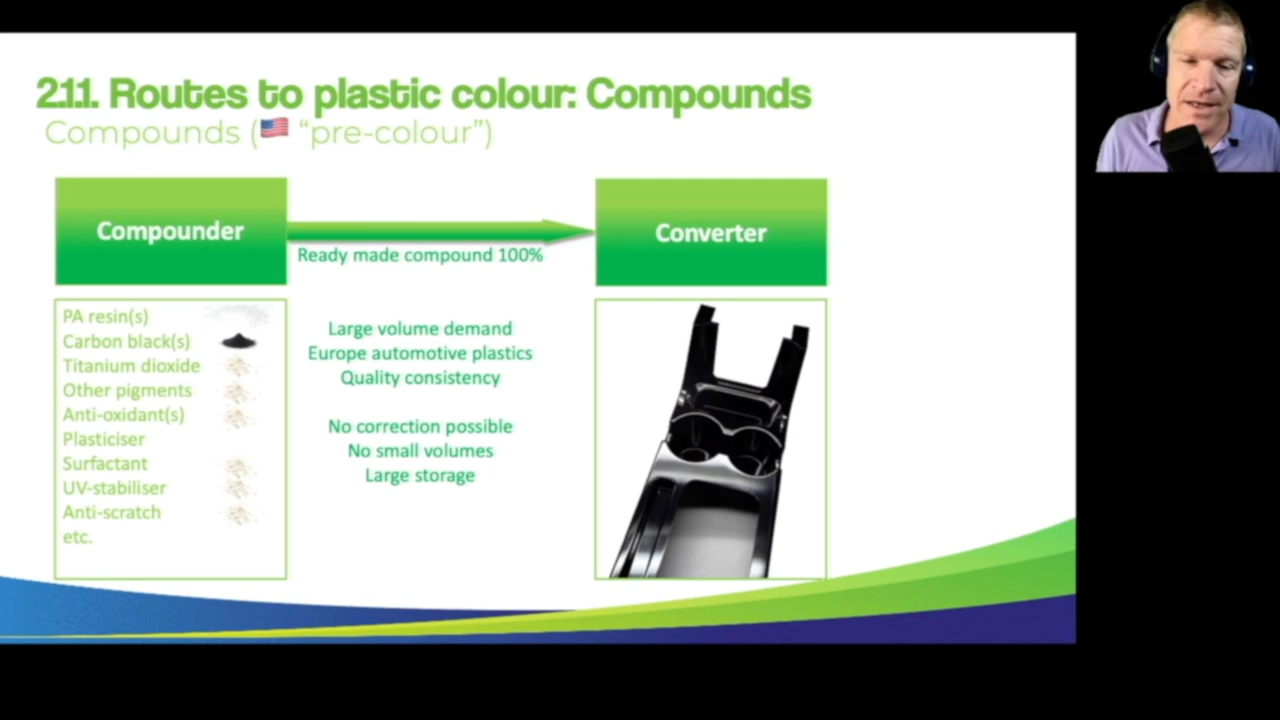 2.1.1. Routes to plastic colour: Compounds
Compounds (🇺🇸 “pre-colour”)
Compounder
Ready made compound 100%
Converter
PA resin(s)
Carbon black(s)
Titanium dioxide
Other pigments
Anti-oxidant(s)
Plasticiser
Surfactant
UV-stabiliser
Anti-scratch
etc.
Large volume demand
Europe automotive plastics
Quality consistency
No correction possible
No small volumes
Large storage